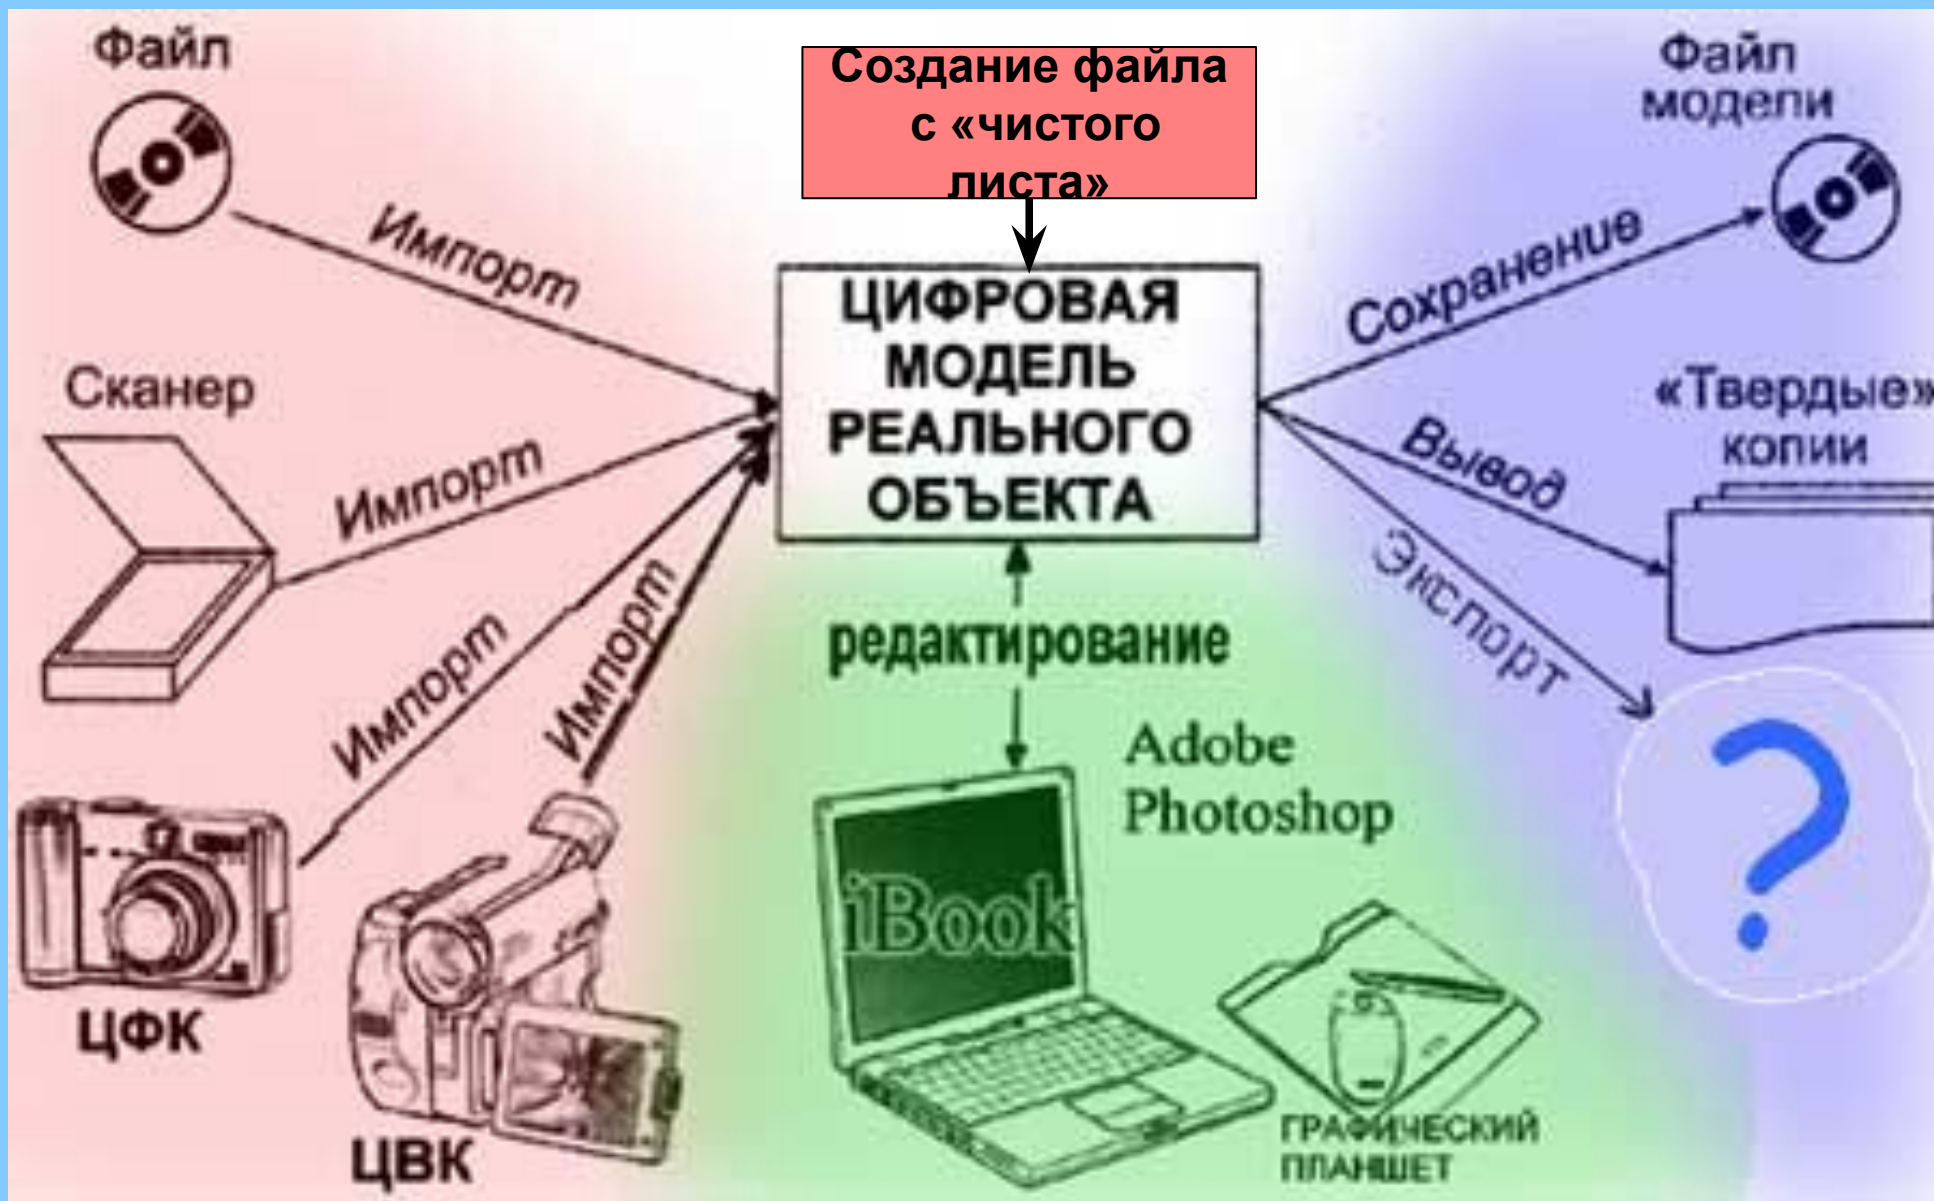 Файл
Импорт
Сканер
Импорт
Импорт
Импорт
ЦФК
ЦВК
Создание файла
с «чистого
листа»
ЦИФРОВАЯ
МОДЕЛЬ
РЕАЛЬНОГО
ОБЪЕКТА
редактирование
Adobe
Photoshop
iBook
ГРАФИЧЕСКИЙ
ПЛАНШЕТ
Файл
модели
Сохранение
«Твердые»
копии
Вывод
Экспорт
?